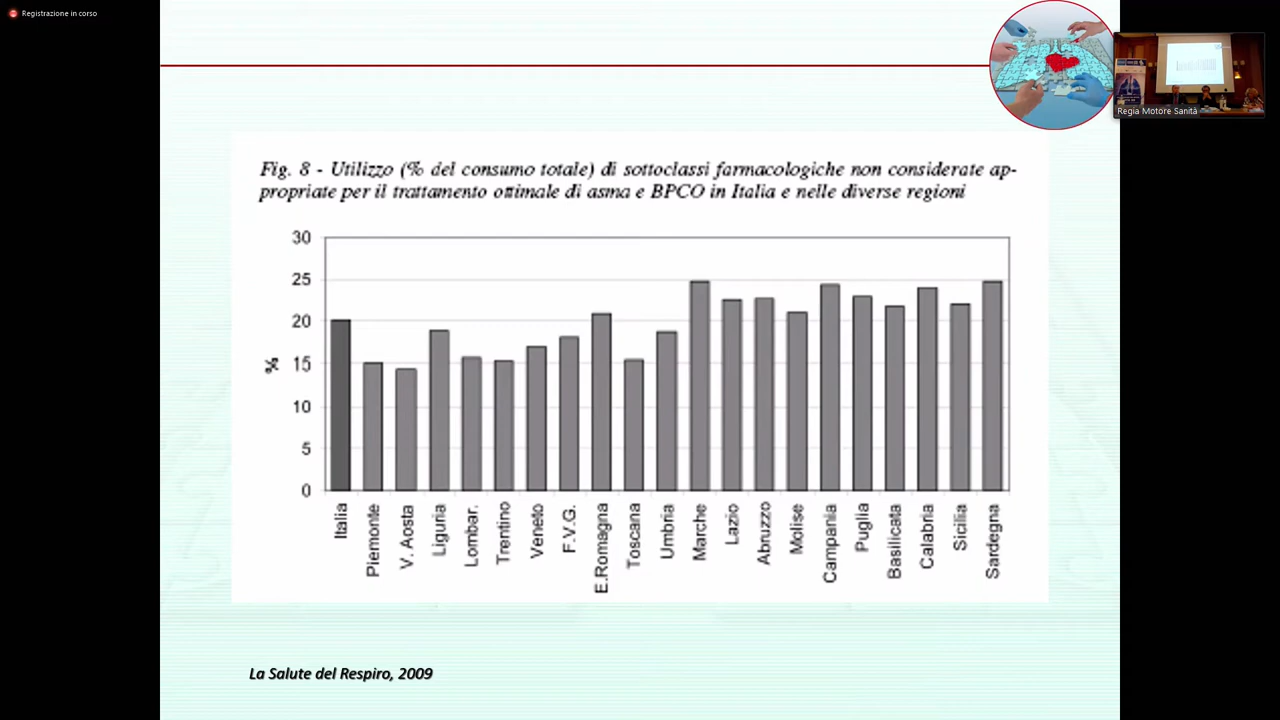 Registrazione in corso
Regia Motore Sanità
Fig. 8 - Utilizzo (% del consumo totale) di sottoclassi farmacologiche non considerate ap-
propriate per il trattamento ottimale di asma e BPCO in Italia e nelle diverse regioni
30
25
20
15
10
5
0
%
Italia
Piemonte
V. Aosta
Liguria
Lombar.
Trentino
Veneto
F.V.G.
E.Romagna
Toscana
Umbria
Marche
Lazio
Abruzzo
Molise
Campania
Puglia
Basilicata
Calabria
Sicilia
Sardegna
La Salute del Respiro, 2009